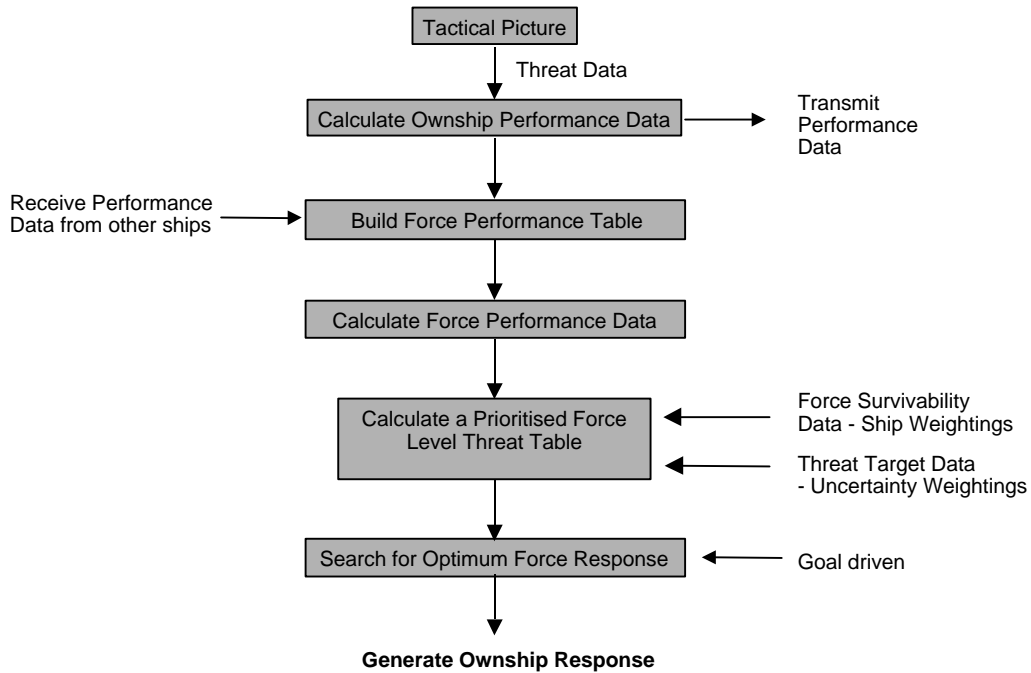 Tactical Picture
Threat Data
Calculate Ownship Performance Data
Transmit
Performance
Data
Receive Performance
Data from other ships
Build Force Performance Table
Calculate Force Performance Data
Calculate a Prioritised Force
Level Threat Table
Force Survivability
Data - Ship Weightings
Threat Target Data
- Uncertainty Weightings
Search for Optimum Force Response
Goal driven
Generate Ownship Response